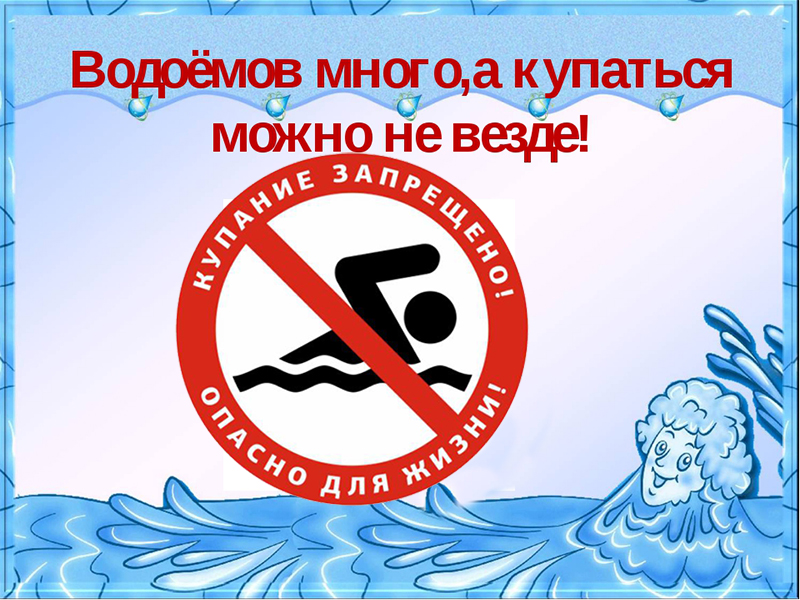 Водоёмов много,а купаться
можно не везде!
КУПАНИЕ ЗАПРЕЩЕНО!
ОПАСНО ДЛЯ ЖИЗНИ!